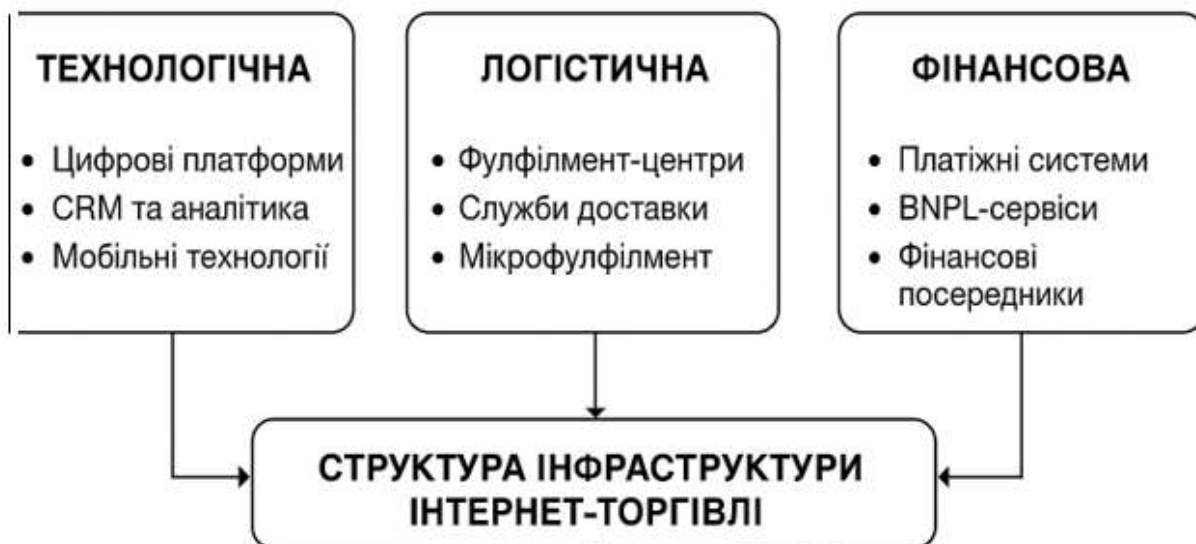 ТЕХНОЛОГІЧНА
• Цифрові платформи
• CRM та аналітика
• Мобільні технології
ЛОГІСТИЧНА
• Фулфілмент-центри
• Служби доставки
• Мікрофулфілмент
ФІНАНСОВА
• Платіжні системи
• BNPL-сервіси
• Фінансові
посередники
СТРУКТУРА ІНФРАСТРУКТУРИ
ІНТЕРНЕТ-ТОРГІВЛІ